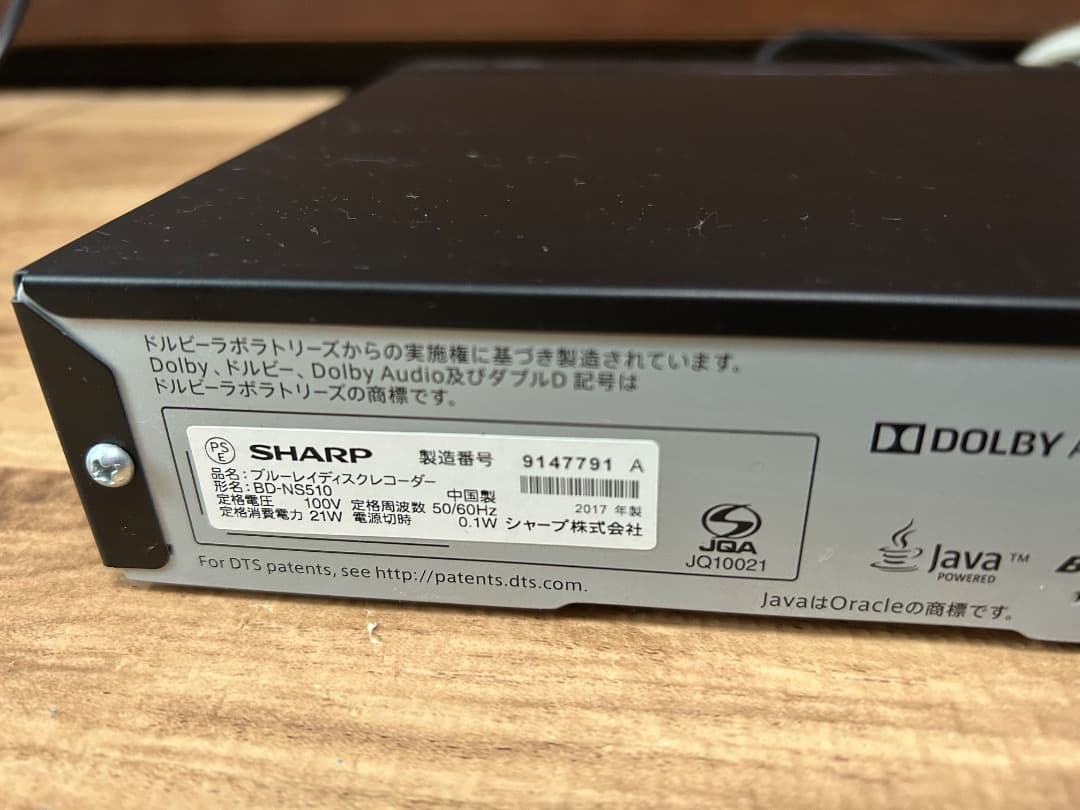 ドルビーラボラトリーズからの実施権に基づき製造されています。
Dolby、ドルビー、Dolby Audio及びダブルD 記号は
ドルビーラボラトリーズの商標です。
PS
E
SHARP 製造番号 9147791 A
品名:ブルーレイディスクレコーダー
形名:BD-NS510 中国製
定格電圧 100V 定格周波数 50/60Hz 2017 年製
定格消費電力 21W 電源切時 0.1W シャープ株式会社
JQA
JQ10021
DOLBY
Java TM
POWERED
For DTS patents, see http://patents.dts.com.
JavaはOracleの商標です。